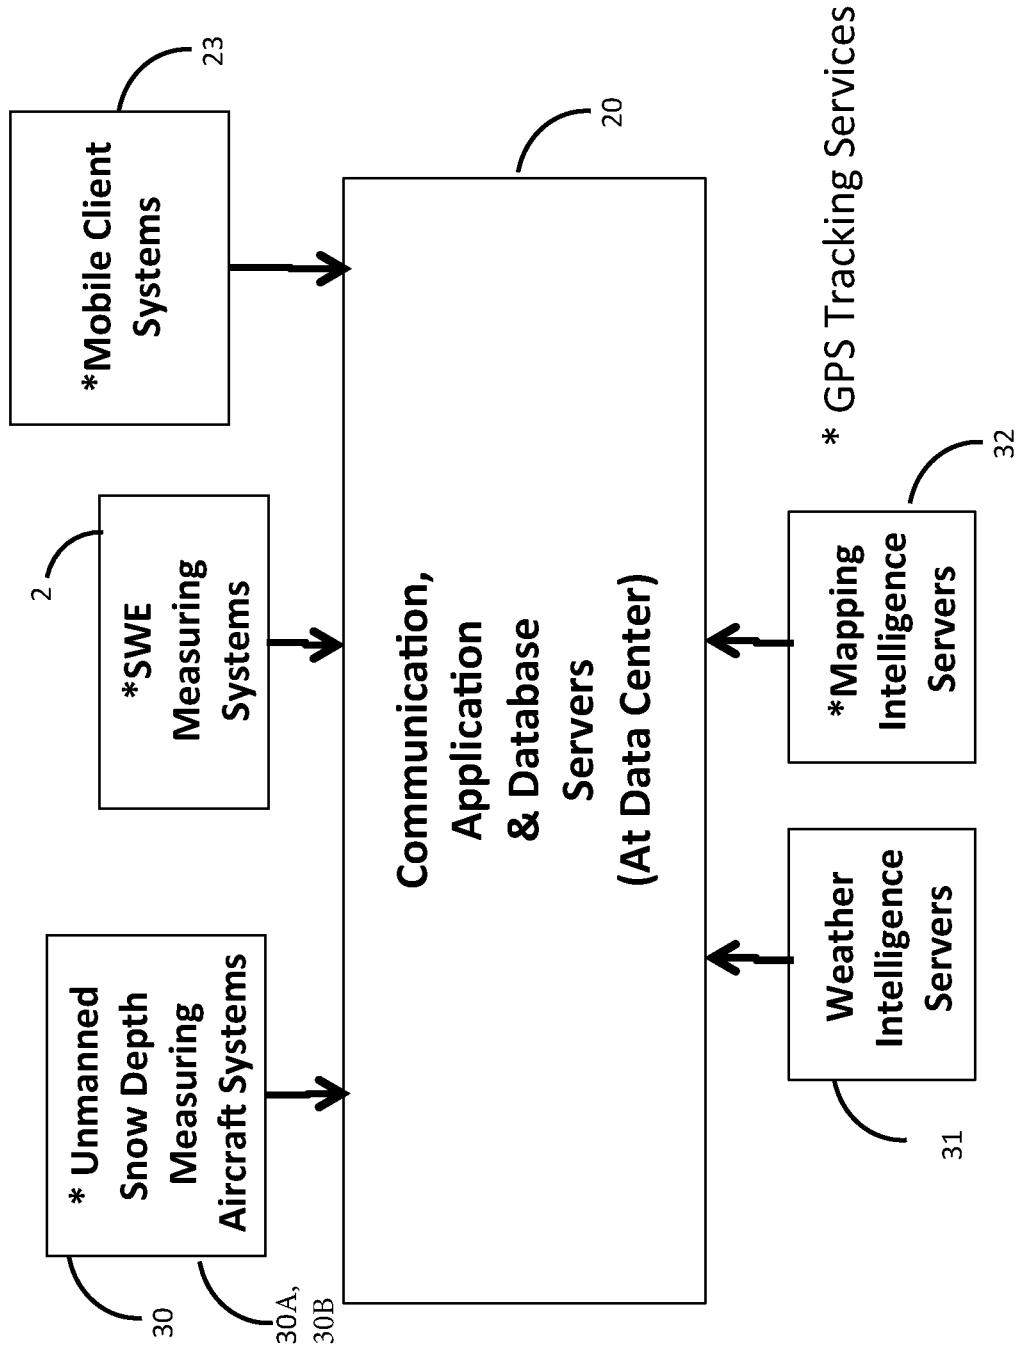 30
30A,
30B
* Unmanned
Snow Depth
Measuring
Aircraft Systems
2
*SWE
Measuring
Systems
23
*Mobile Client
Systems
20
Communication,
Application
& Database
Servers
(At Data Center)
31
Weather
Intelligence
Servers
32
*Mapping
Intelligence
Servers
* GPS Tracking Services